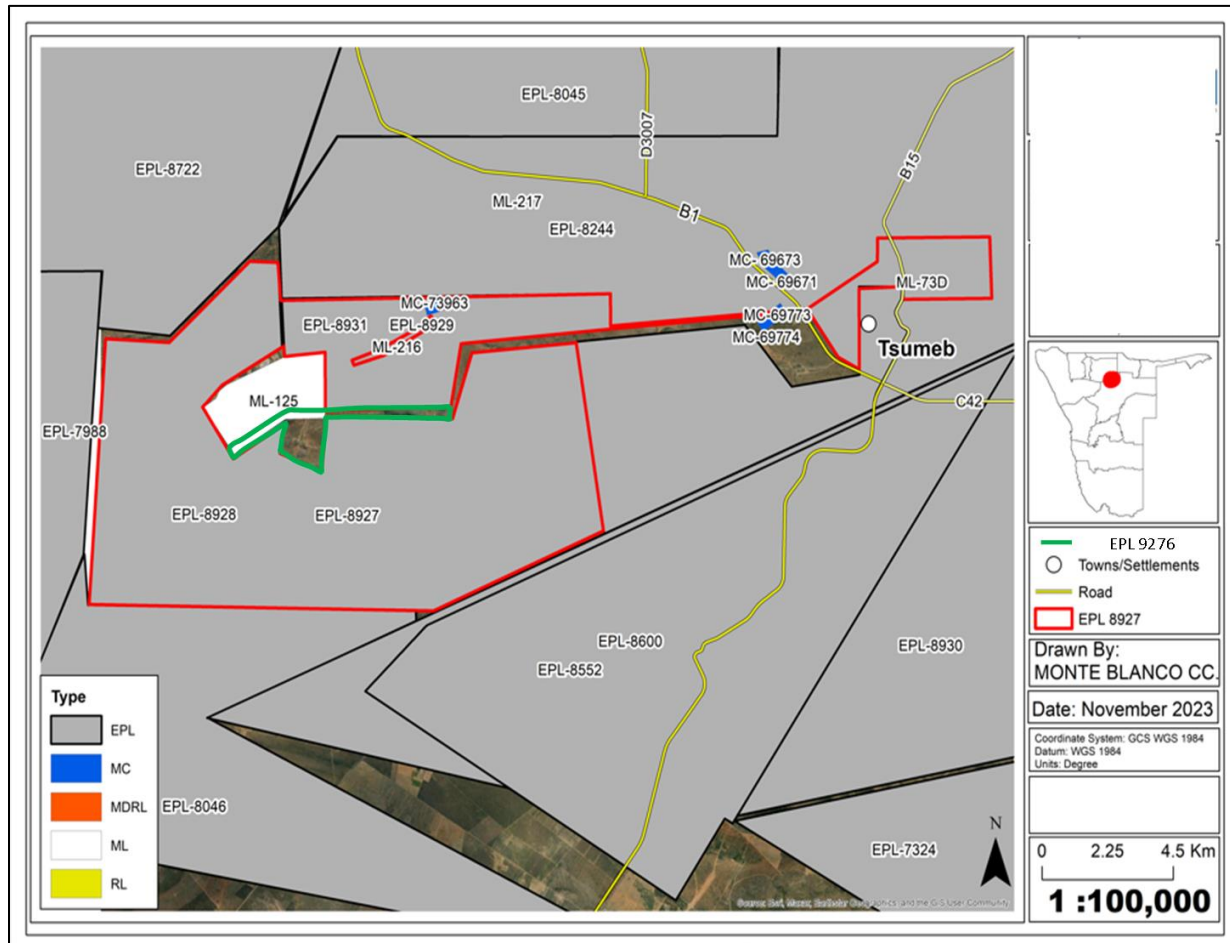 EPL-8045
D3007
B15
EPL-8722
ML-217
B1
EPL-8244
MC- 69673
MC- 69671
ML-73D
MC-73963
EPL-8931
EPL-8929
MC-69773
MC-69774
ML-216
Tsumeb
ML-125
C42
EPL-7988
EPL-8928
EPL-8927
EPL-8600
EPL-8930
EPL-8552
EPL-8046
EPL-7324
Type
EPL
MC
MDRL
ML
RL
EPL 9276
Towns/Settlements
Road
EPL 8927
Drawn By:
MONTE BLANCO CC.
Date: November 2023
Coordinate System: GCS WGS 1984
Datum: WGS 1984
Units: Degree
N
0 2.25 4.5 Km
1 :100,000